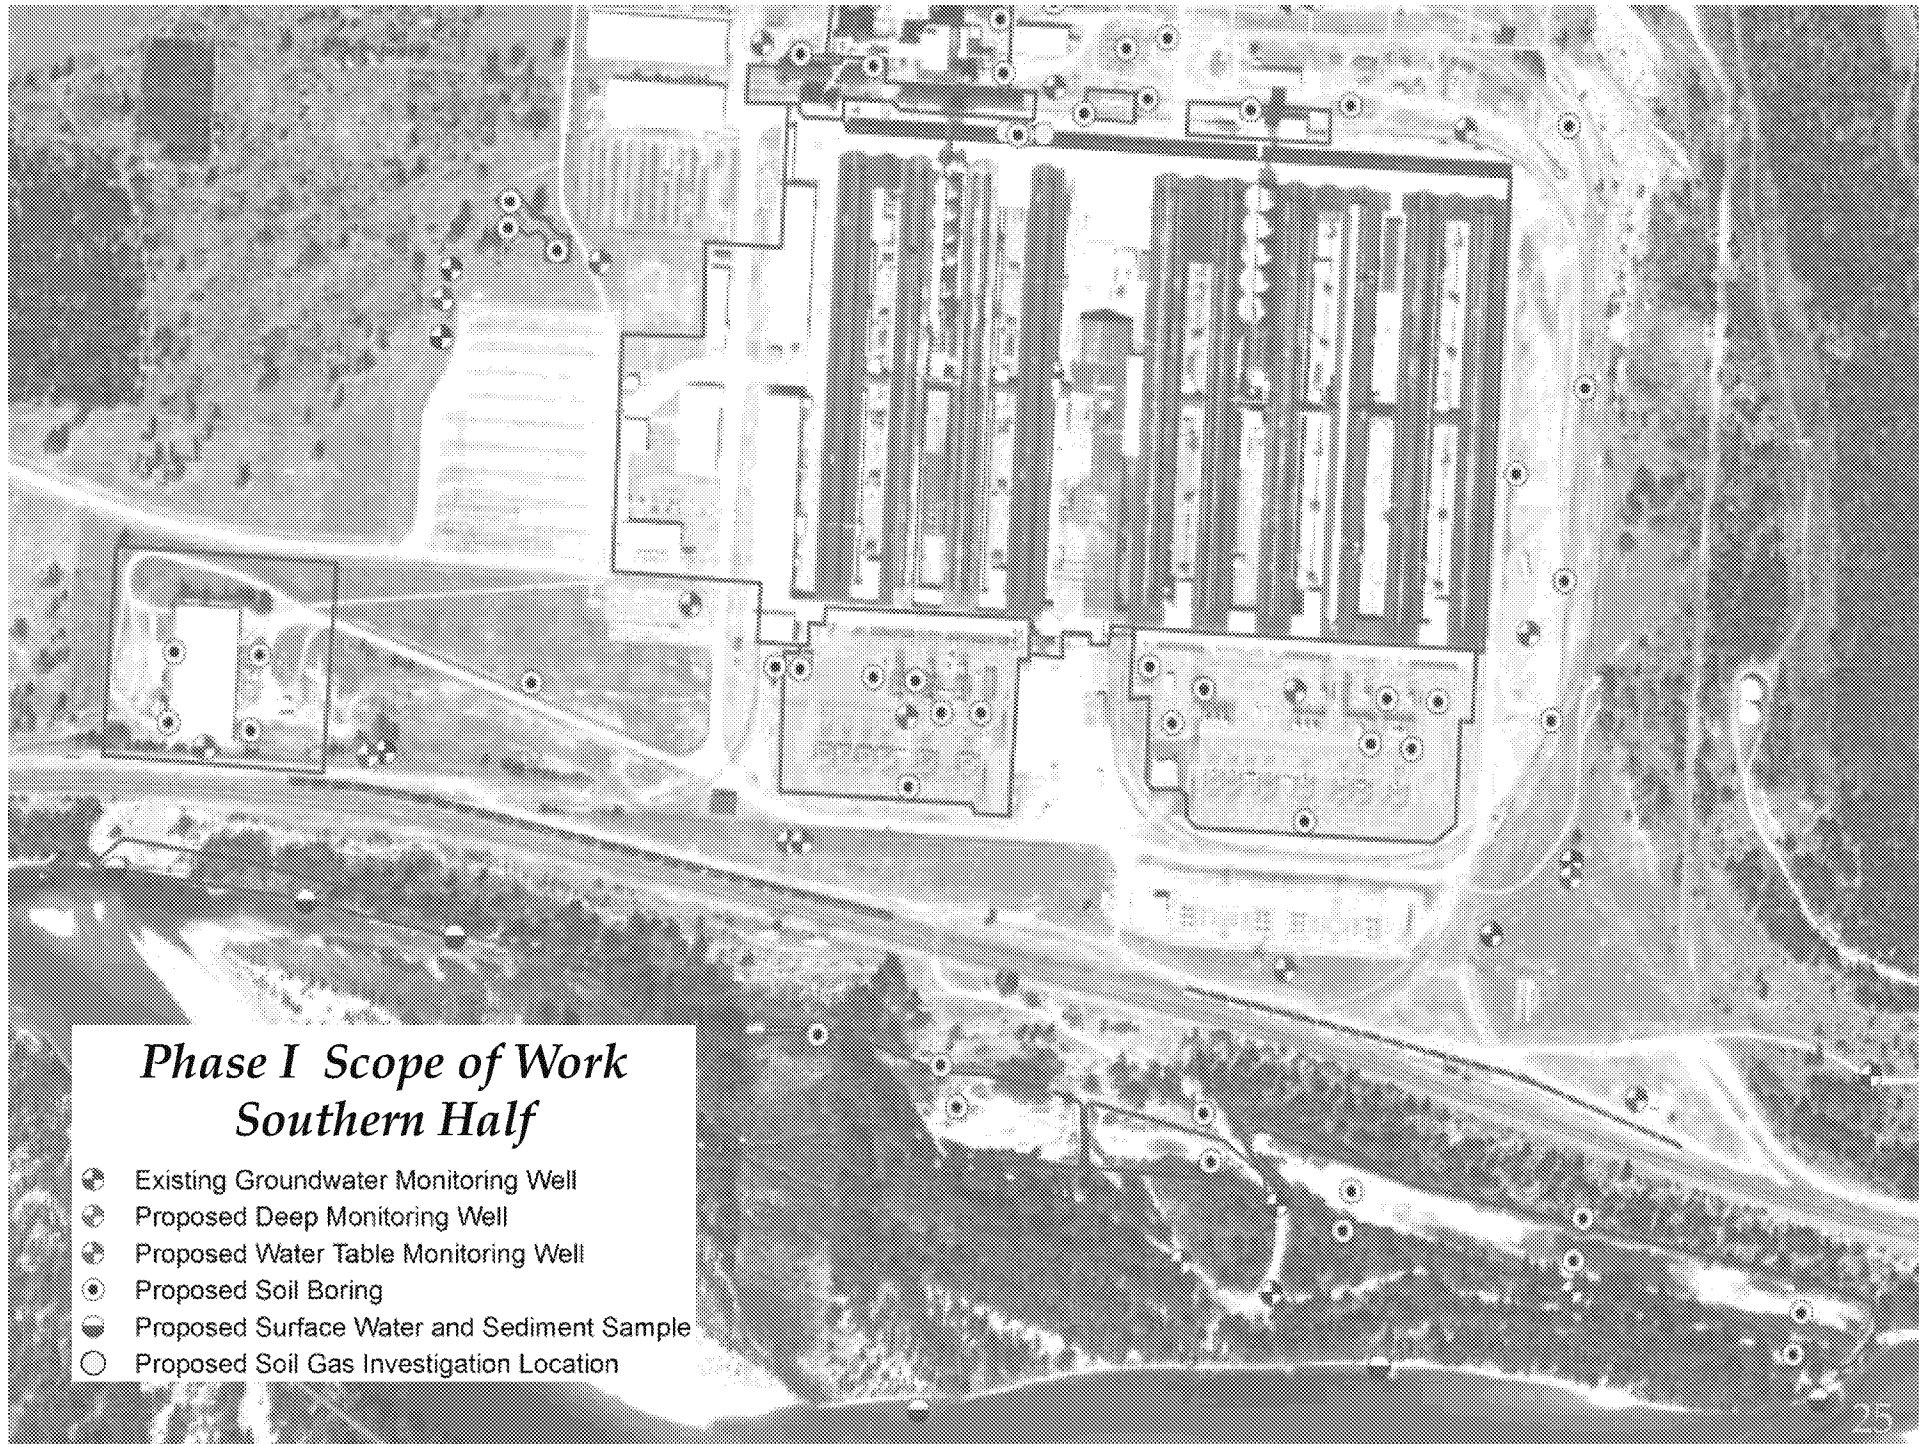 Phase I Scope of Work
Southern Half
Existing Groundwater Monitoring Well
Proposed Deep Monitoring Well
Proposed Water Table Monitoring Well
Proposed Soil Boring
Proposed Surface Water and Sediment Sample
Proposed Soil Gas Investigation Location
25